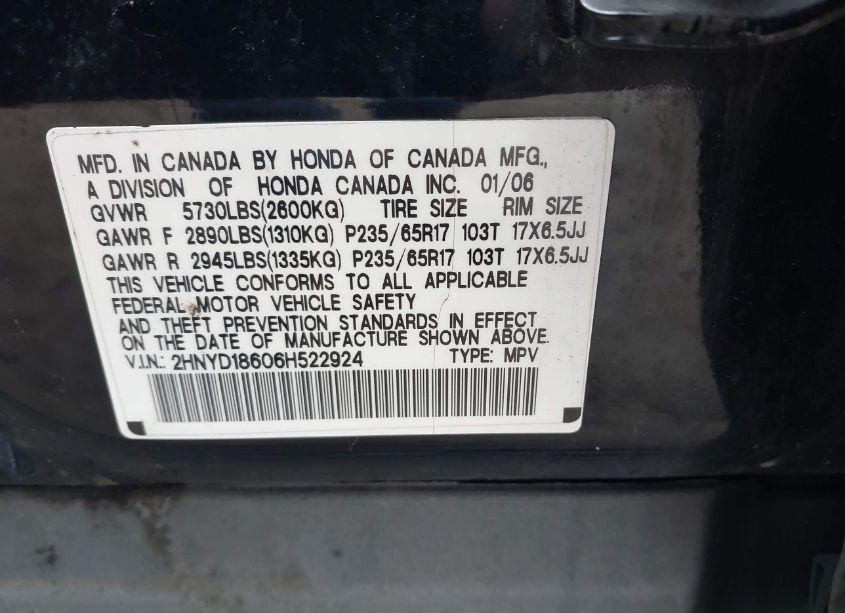 MFD. IN CANADA BY HONDA OF CANADA MFG.,
A DIVISION OF HONDA CANADA INC. 01/06
GVWR 5730LBS(2600KG) TIRE SIZE RIM SIZE
GAWR F 2890LBS(1310KG) P235/65R17 103T 17X6.5JJ
GAWR R 2945LBS(1335KG) P235/65R17 103T 17X6.5JJ
THIS VEHICLE CONFORMS TO ALL APPLICABLE
FEDERAL MOTOR VEHICLE SAFETY
AND THEFT PREVENTION STANDARDS IN EFFECT
ON THE DATE OF MANUFACTURE SHOWN ABOVE.
V.I.N.: 2HNYD18606H522924 TYPE: MPV